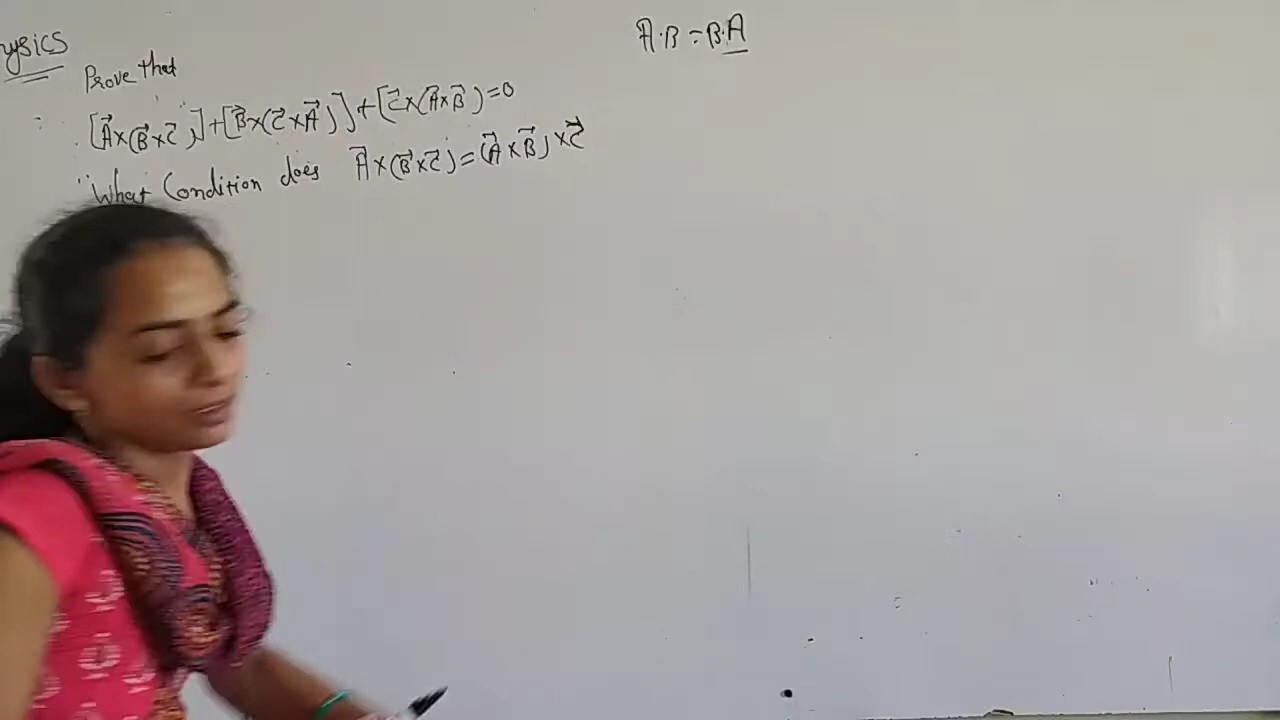 ysics
A·B = B·A
Prove that
[A⃗×(B⃗×C⃗)]+[B⃗×(C⃗×A⃗)]+[C⃗×(A⃗×B⃗)=0
"What Condition does A⃗×(B⃗×C⃗)=(A⃗×B⃗)×C⃗